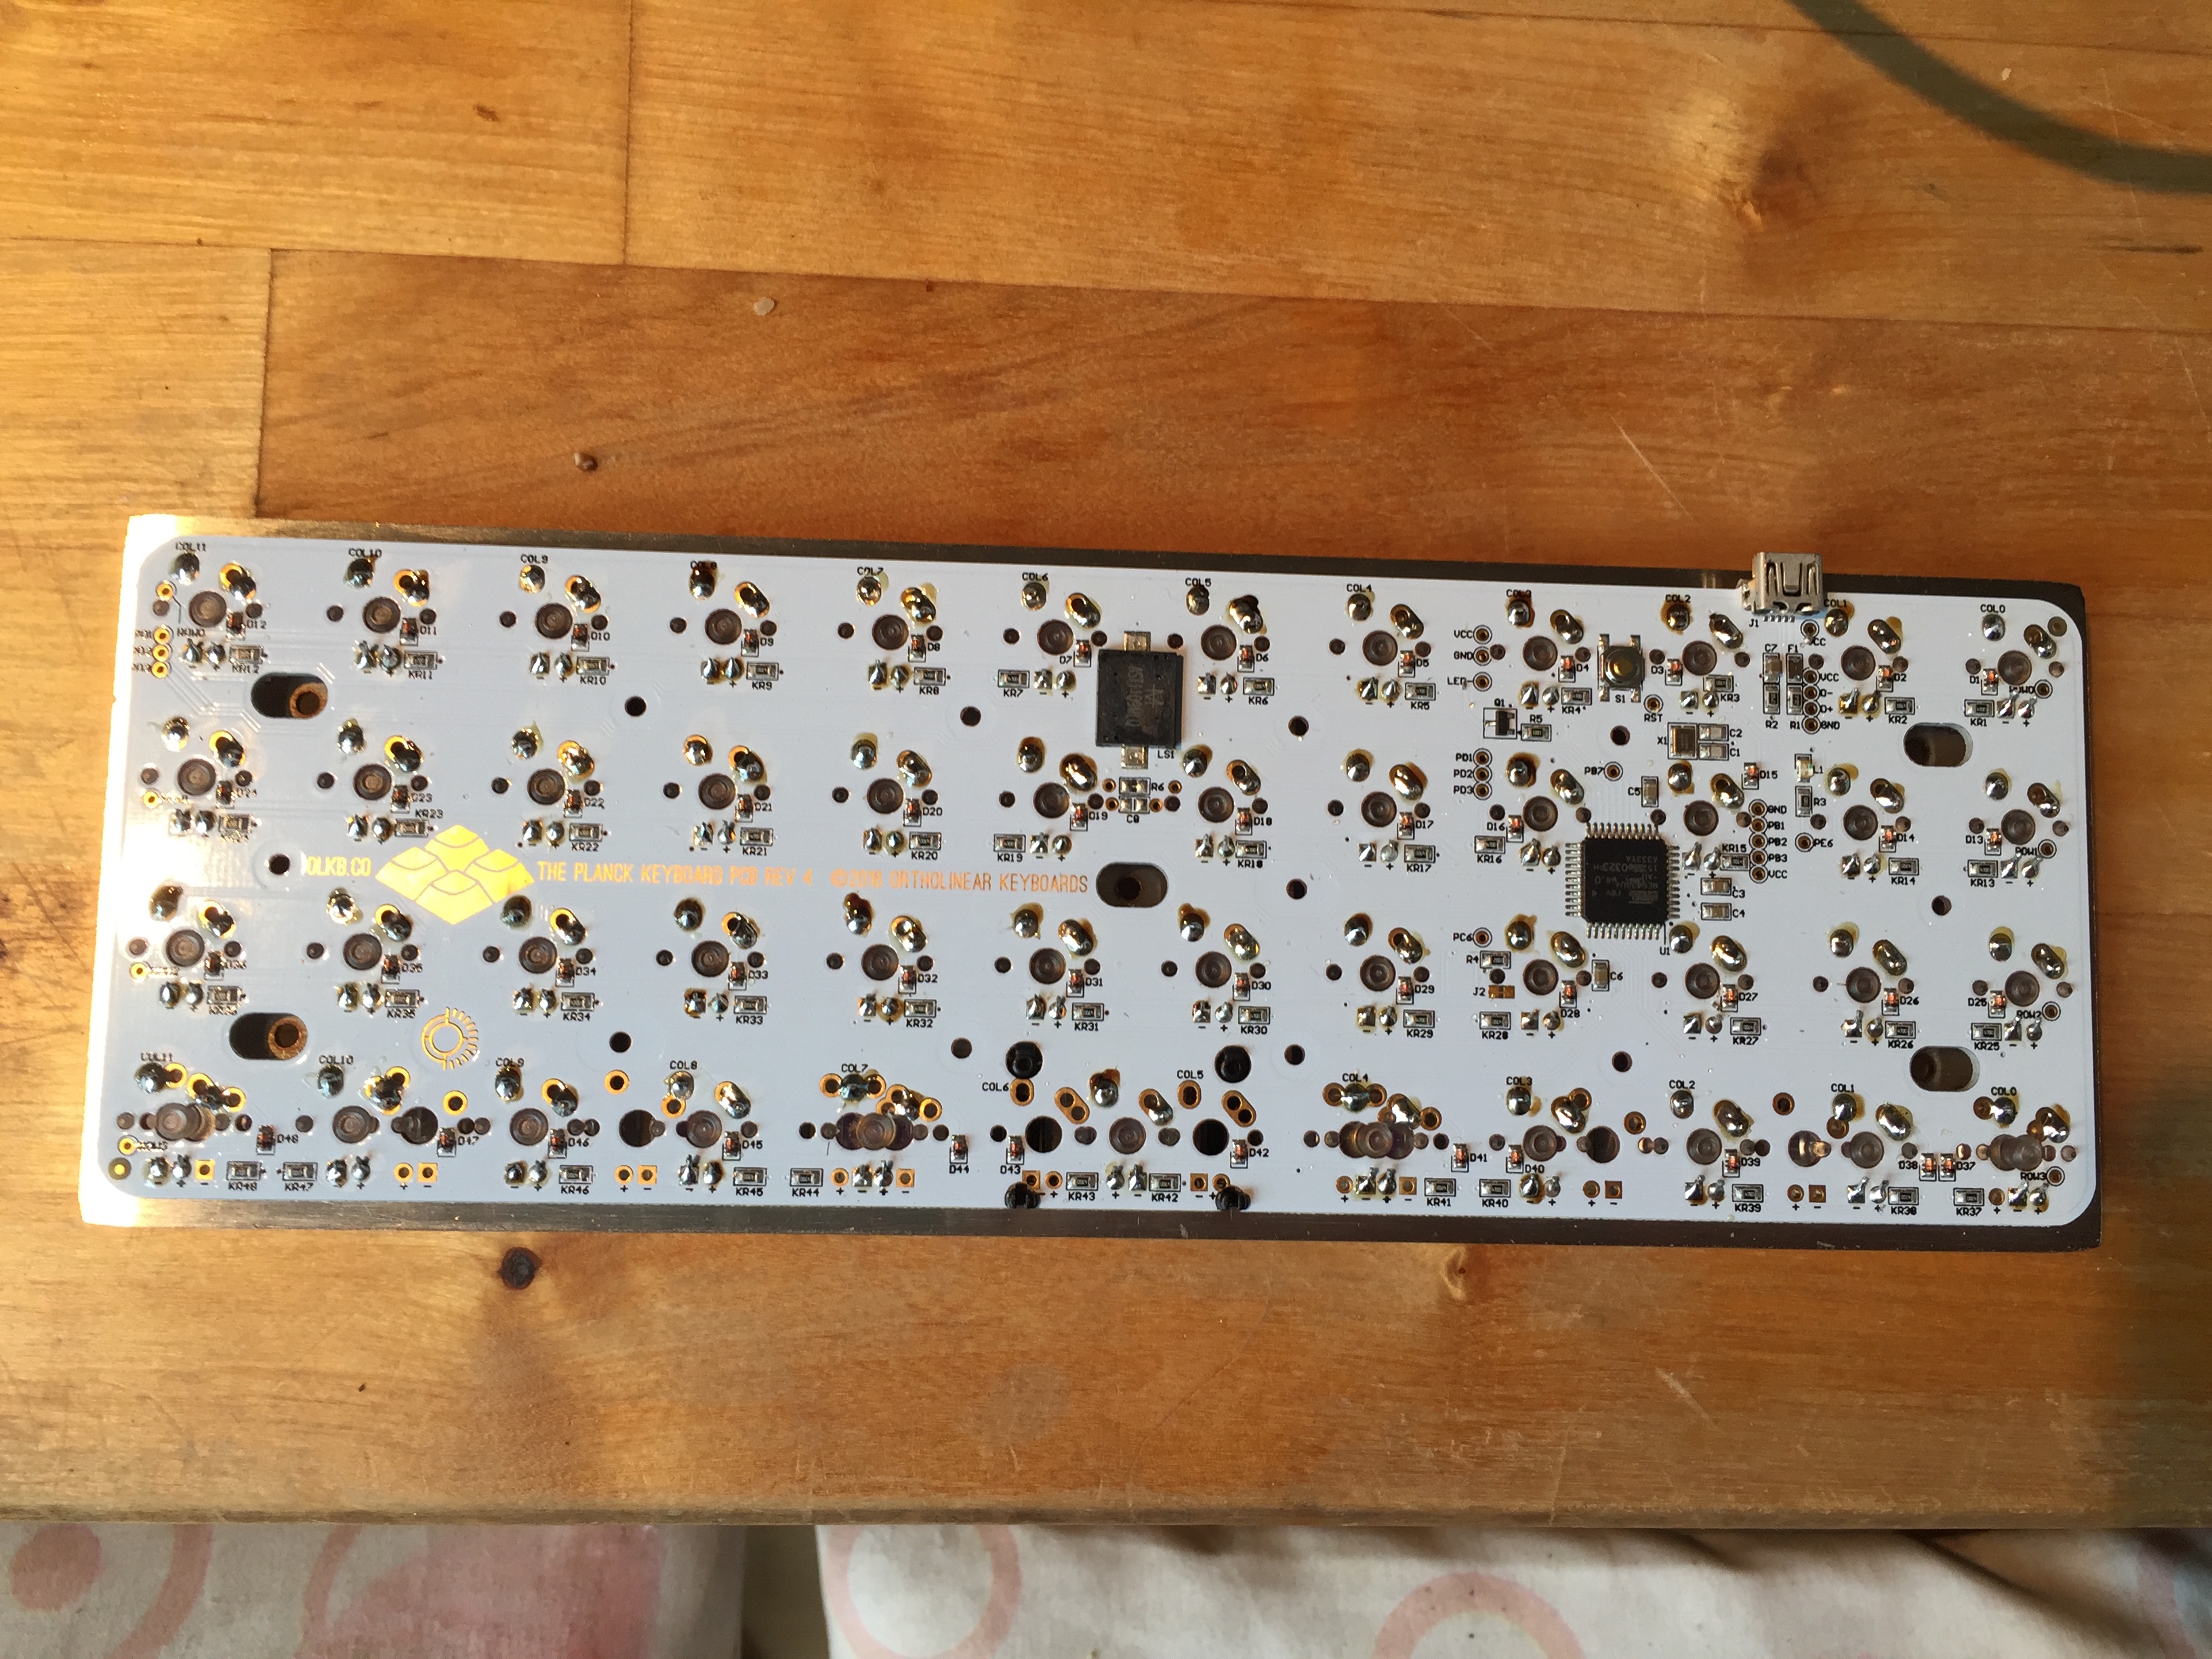 COL11 COL10 COL9 COL8 COL7 COL6 COL5 COL4 COL2 COL1 COL0
J1
D12 D11 D10 D9 D8 D7 D6 D5 D4 D3 D2 D1
VCC
GND
LED
C7 F1 VCC
D-
D+
GND
R2 R1
S1
RST
KR12 KR11 KR10 KR9 KR8 KR7 KR6 KR5 KR4 KR3 KR2 KR1
Q1
R5
X1
C2
C1
LS1
PD1
PD2
PD3
PB7
C5
D15
L1
R3
R6
C8
GND
PB1
PB2
PB3
VCC
PE6
D24 D23 D22 D21 D20 D19 D18 D17 D16 D14 D13
ROW1
KR23 KR22 KR21 KR20 KR19 KR18 KR17 KR16 KR15 KR14 KR13
OLKB.CO
THE PLANCK KEYBOARD PCB REV 4
ORTHOLINEAR KEYBOARDS
C3
C4
U1
PC6
R4
J2
C6
D35 D34 D33 D32 D31 D30 D29 D28 D27 D26 D25
ROW2
KR35 KR34 KR33 KR32 KR31 KR30 KR29 KR28 KR27 KR26 KR25
COL10 COL9 COL8 COL7 COL6 COL5 COL4 COL3 COL2 COL1 COL0
D48 D47 D46 D45 D44 D43 D42 D41 D40 D39 D38 D37
ROW3
KR48 KR47 KR46 KR45 KR44 KR43 KR42 KR41 KR40 KR39 KR38 KR37